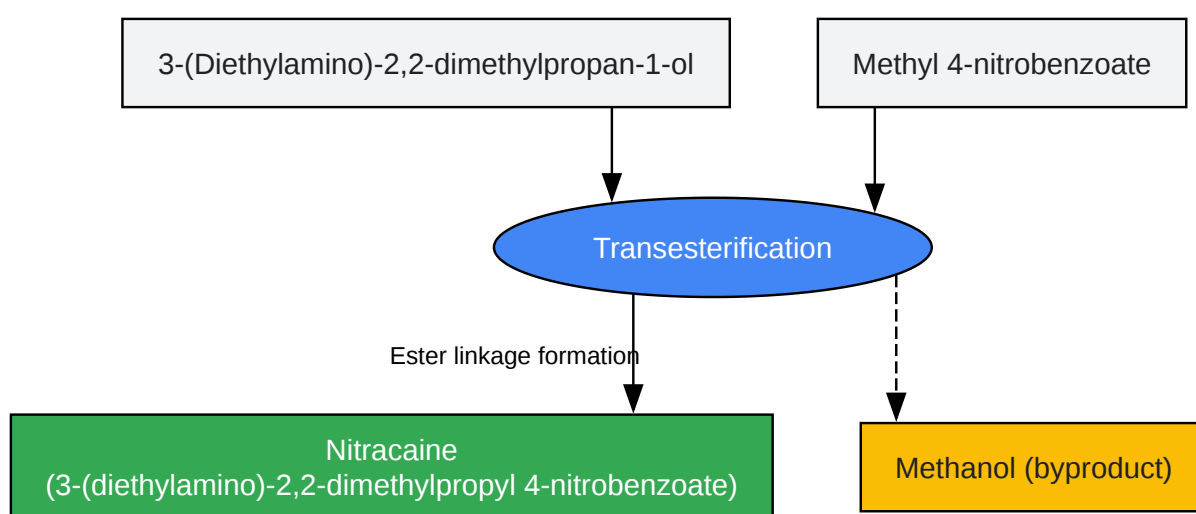 3-(Diethylamino)-2,2-dimethylpropan-1-ol
Methyl 4-nitrobenzoate
Transesterification
Ester linkage formation
Nitracaine
(3-(diethylamino)-2,2-dimethylpropyl 4-nitrobenzoate)
Methanol (byproduct)